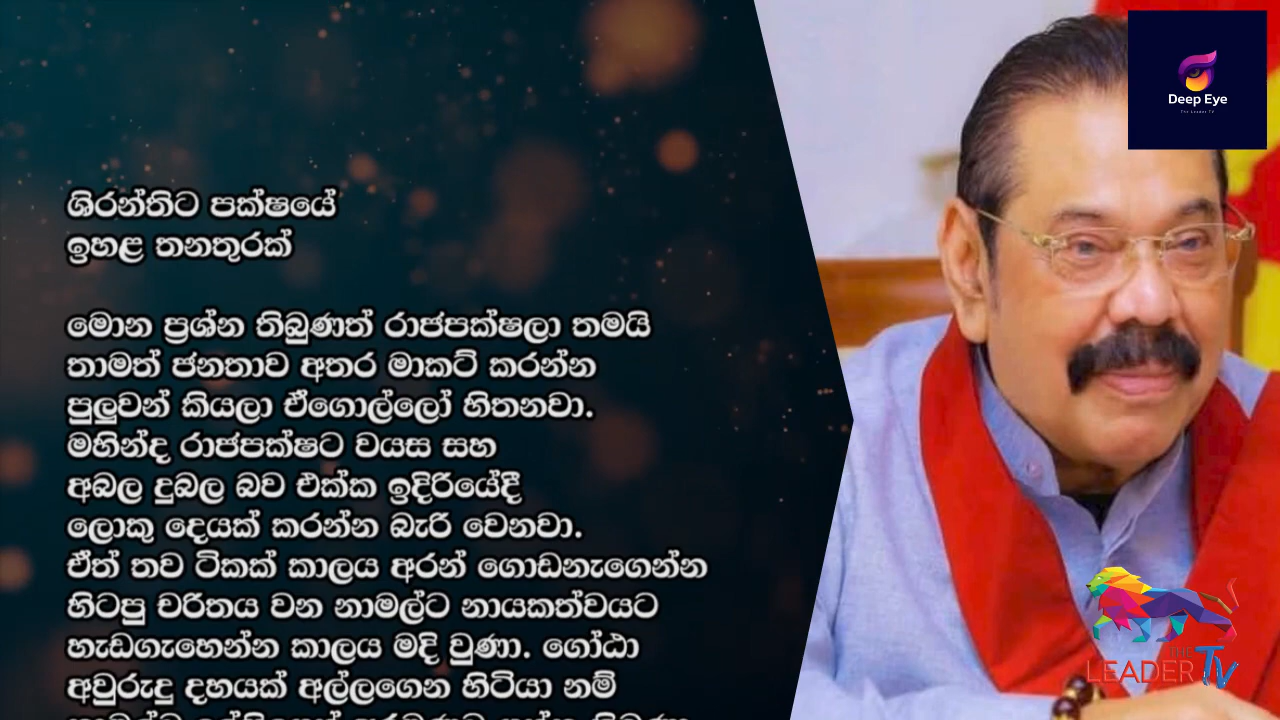 ශිරන්තිට පක්ෂයේ
ඉහළ තනතුරක්
මොන ප්‍රශ්න තිබුණත් රාජපක්ෂලා තමයි
තාමත් ජනතාව අතර මාකට් කරන්න
පුලුවන් කියලා ඒගොල්ලෝ හිතනවා.
මහින්ද රාජපක්ෂට වයස සහ
අබල දුබල බව එක්ක ඉදිරියේදී
ලොකු දෙයක් කරන්න බැරි වෙනවා.
ඒත් තව ටිකක් කාලය අරන් ගොඩනැගෙන්න
හිටපු චරිතය වන නාමල්ට නායකත්වයට
හැඩගැහෙන්න කාලය මදි වුණා. ගෝඨා
අවුරුදු දහයක් අල්ලගෙන හිටියා නම්
Deep Eye
The Leader TV
THE
LEADER TV